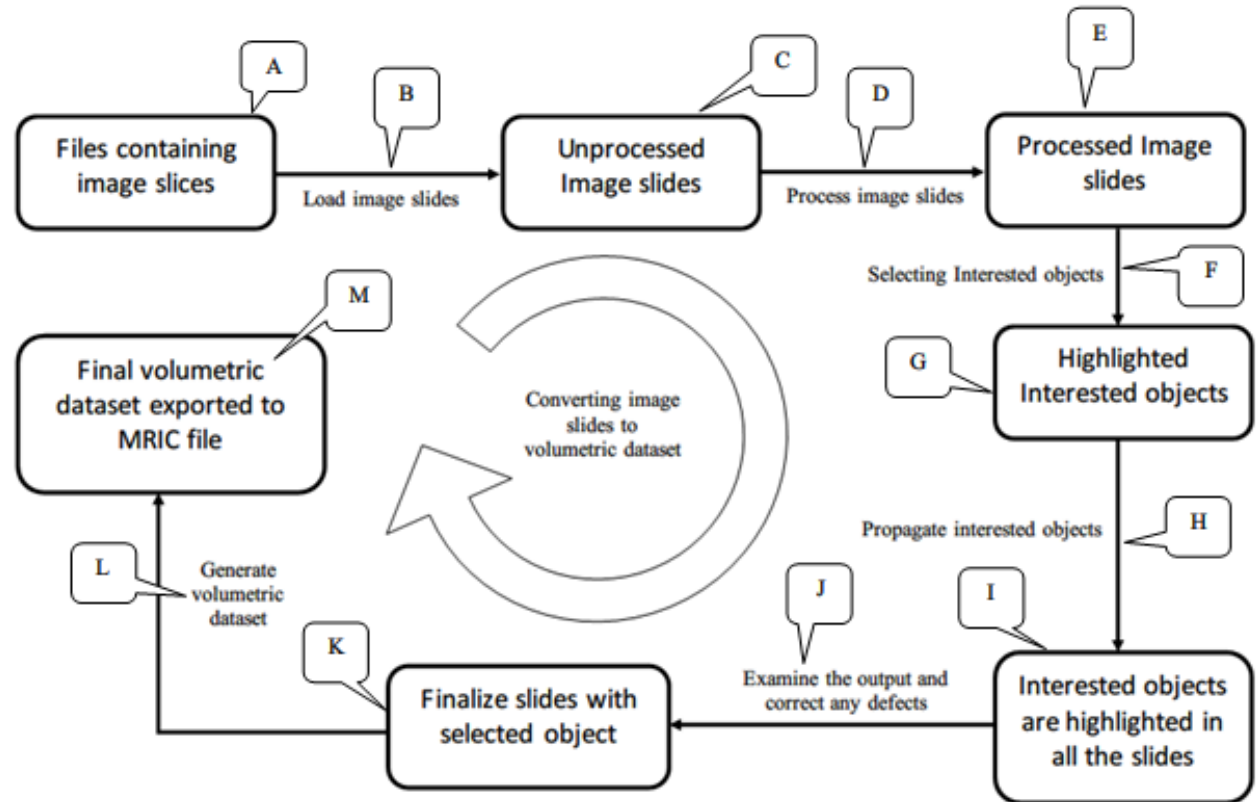 A
B
C
D
E
Files containing
image slices
Load image slides
Unprocessed
Image slides
Process image slides
Processed Image
slides
Selecting Interested objects
F
M
Final volumetric
dataset exported to
MRIC file
Converting image
slides to
volumetric dataset
G
Highlighted
Interested objects
Propagate interested objects
H
L
Generate
volumetric
dataset
K
Finalize slides with
selected object
J
Examine the output and
correct any defects
I
Interested objects
are highlighted in
all the slides